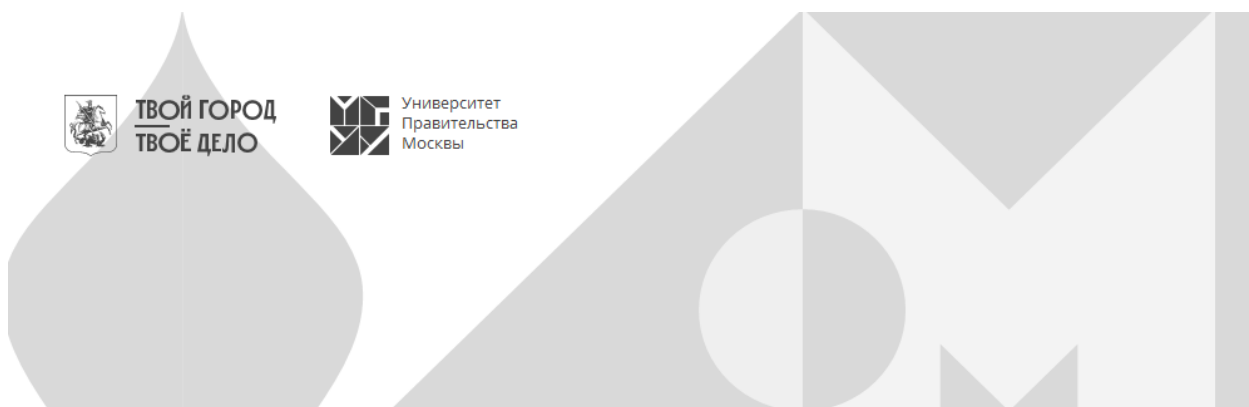 ТВОЙ ГОРОД
ТВОЁ ДЕЛО
Университет
Правительства
Москвы